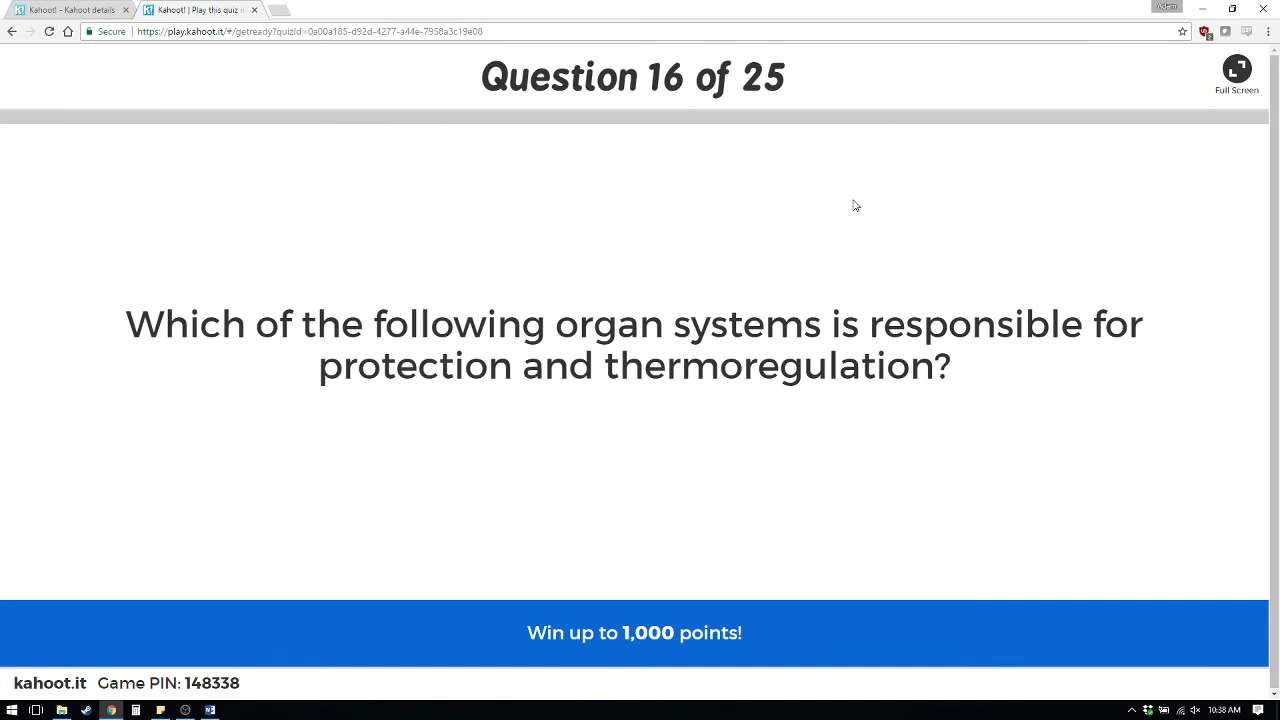 Adam
Kahoot! - Kahoot details
Kahoot! | Play this quiz n
Secure https://play.kahoot.it/#/getready?quizId=0a00a185-d92d-4277-a44e-7958a3c19e08
Question 16 of 25
Full Screen
Which of the following organ systems is responsible for
protection and thermoregulation?
Win up to 1,000 points!
kahoot.it Game PIN: 148338
10:38 AM